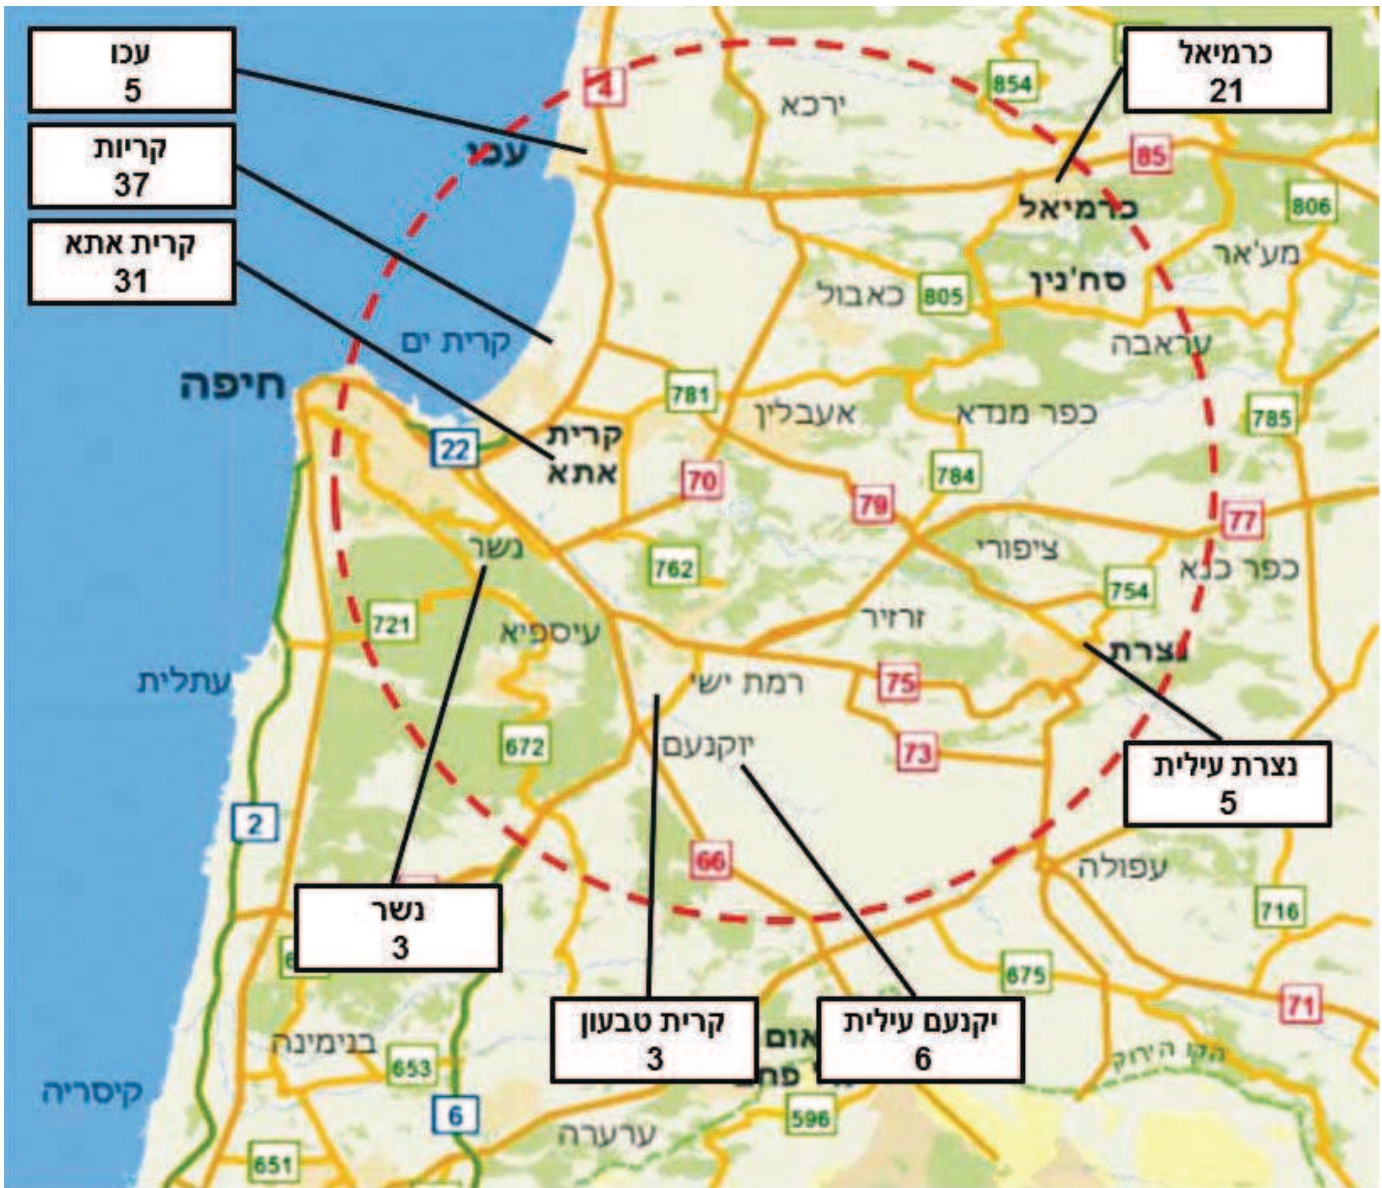 עכו
5
קריות
37
קרית אתא
31
כרמיאל
21
4
854
ירכא
עכו
85
כרמיאל
806
מע'אר
סח'נין
805
כאבול
קרית ים
עראבה
חיפה
781
אעבלין
כפר מנדא
785
22
קרית
אתא
70
784
79
77
נשר
762
ציפורי
כפר כנא
754
721
עיספיא
זרזיר
נצרת
עתלית
רמת ישי
75
672
יוקנעם
73
נצרת עילית
5
2
66
עפולה
נשר
3
716
675
71
קרית טבעון
3
יקנעם עילית
6
בנימינה
653
הקו הירוק
קיסריה
6
596
ערערה
651